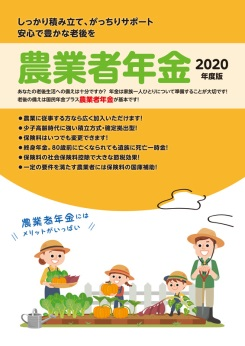 しっかり積み立て、がっちりサポート
安心で豊かな老後を
農業者年金
2020
年度版
あなたの老後生活への備えは十分ですか？ 年金は家族一人ひとりについて準備することが大切です！
老後の備えは国民年金プラス農業者年金が基本です！
●農業に従事する方なら広く加入いただけます！
●少子高齢時代に強い積立方式・確定拠出型！
●保険料はいつでも変更できます！
●終身年金。80歳前に亡くなられても遺族に死亡一時金！
●保険料の社会保険料控除で大きな節税効果！
●一定の要件を満たす農業者には保険料の国庫補助！
農業者年金には
メリットがいっぱい